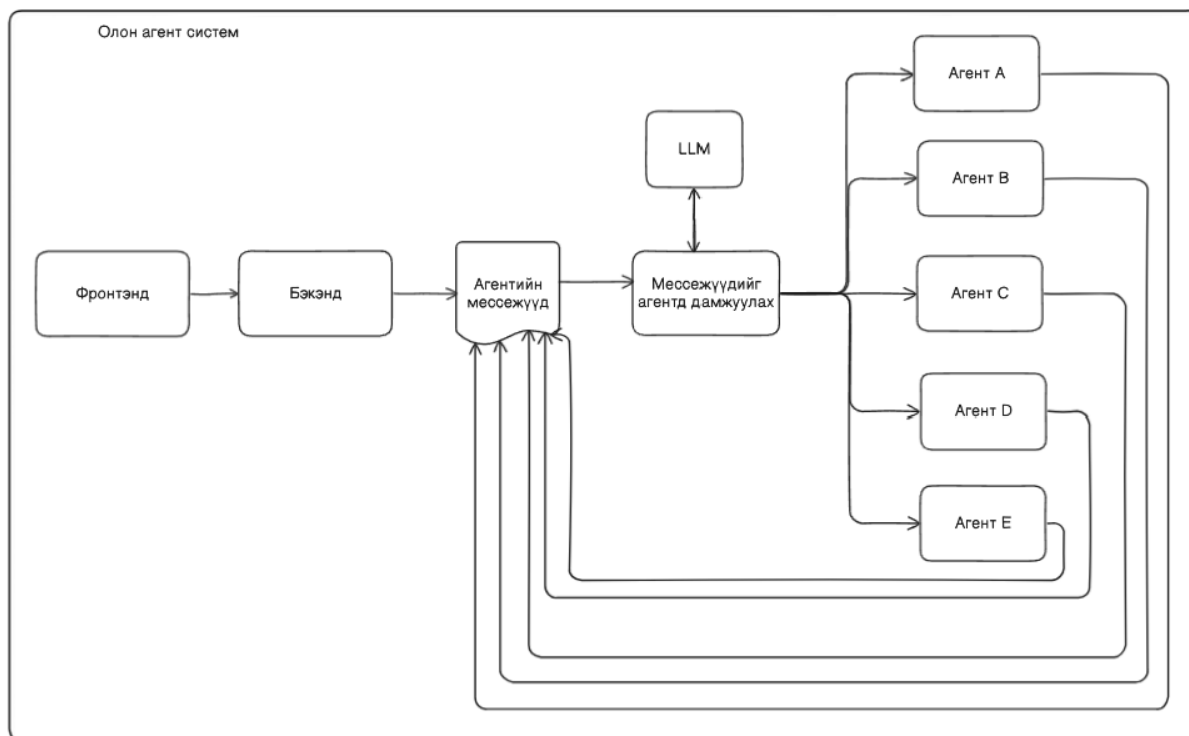 Олон агент систем
Агент A
LLM
Агент B
Фронтэнд
Бэкэнд
Агентийн
мессежүүд
Мессежүүдийг
агентд дамжуулах
Агент C
Агент D
Агент E